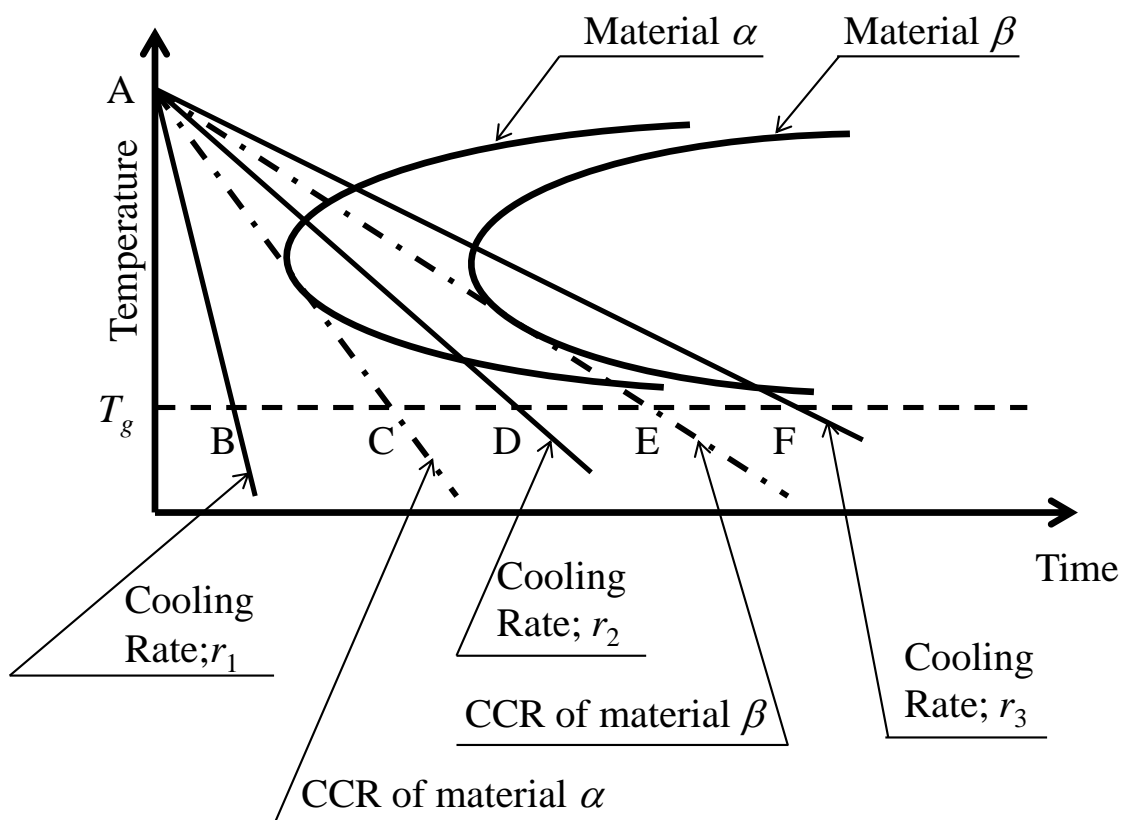 Material α
Material β
A
Temperature
T_g
B
C
D
E
F
Time
Cooling
Rate;r_1
Cooling
Rate; r_2
Cooling
Rate; r_3
CCR of material β
CCR of material α